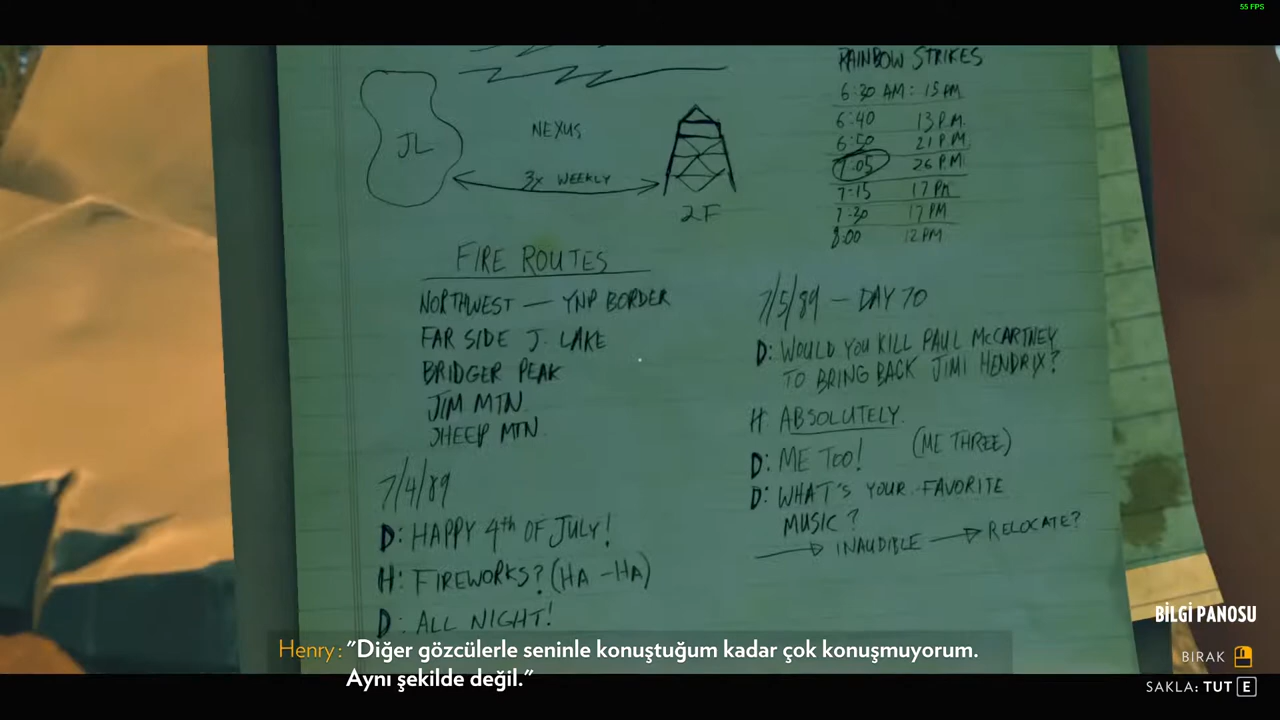 55 FPS
JL
NEXUS
3x WEEKLY
2F
RAINBOW STRIKES
6:30 AM: 15 PM
6:40 13 P.M.
6:50 21 P.M.
7:05 26 P.M.
7:15 17 PM
7:30 17 PM
8:00 12 PM
FIRE ROUTES
NORTHWEST — YNP BORDER
FAR SIDE J. LAKE
BRIDGER PEAK
JIM MTN.
SHEEP MTN.
7/4/89
D: HAPPY 4th OF JULY!
H: FIREWORKS? (HA-HA)
D: ALL NIGHT!
7/5/89 — DAY 70
D: WOULD YOU KILL PAUL McCARTNEY
TO BRING BACK JIMI HENDRIX?
H ABSOLUTELY.
D: ME TOO! (ME THREE)
D: WHAT'S YOUR FAVORITE
MUSIC?
→ INAUDIBLE → RELOCATE?
BİLGİ PANOSU
BIRAK
SAKLA: TUT E
Henry: "Diğer gözcülerle seninle konuştuğum kadar çok konuşmuyorum.
Aynı şekilde değil."